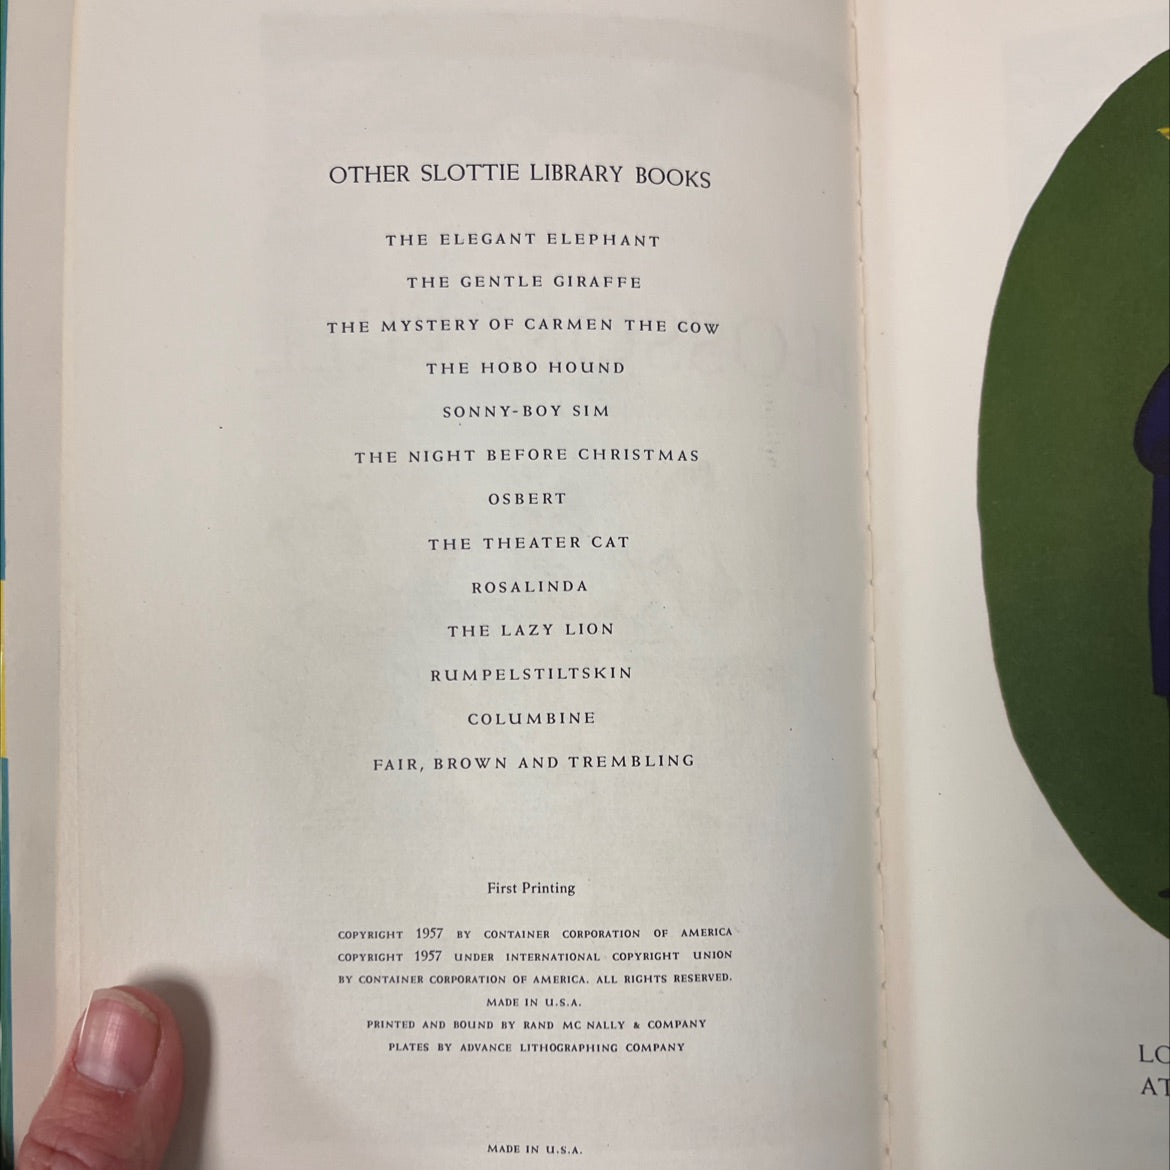 OTHER SLOTTIE LIBRARY BOOKS
THE ELEGANT ELEPHANT
THE GENTLE GIRAFFE
THE MYSTERY OF CARMEN THE COW
THE HOBO HOUND
SONNY-BOY SIM
THE NIGHT BEFORE CHRISTMAS
OSBERT
THE THEATER CAT
ROSALINDA
THE LAZY LION
RUMPELSTILTSKIN
COLUMBINE
FAIR, BROWN AND TREMBLING
First Printing
COPYRIGHT 1957 BY CONTAINER CORPORATION OF AMERICA
COPYRIGHT 1957 UNDER INTERNATIONAL COPYRIGHT UNION
BY CONTAINER CORPORATION OF AMERICA. ALL RIGHTS RESERVED.
MADE IN U.S.A.
PRINTED AND BOUND BY RAND MC NALLY & COMPANY
PLATES BY ADVANCE LITHOGRAPHING COMPANY
MADE IN U.S.A.